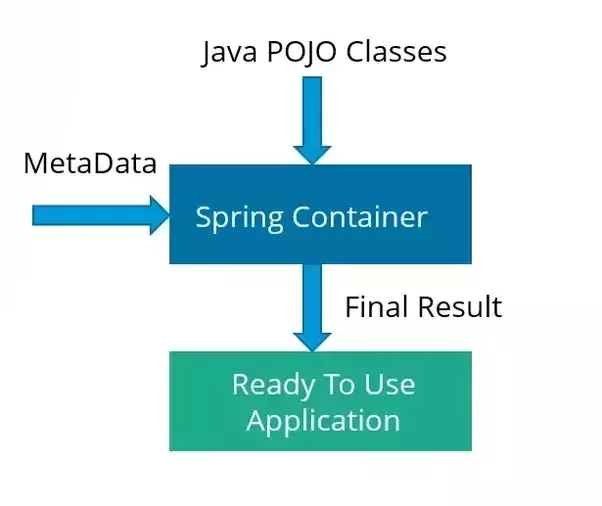 Java POJO Classes
MetaData
Spring Container
Final Result
Ready To Use
Application